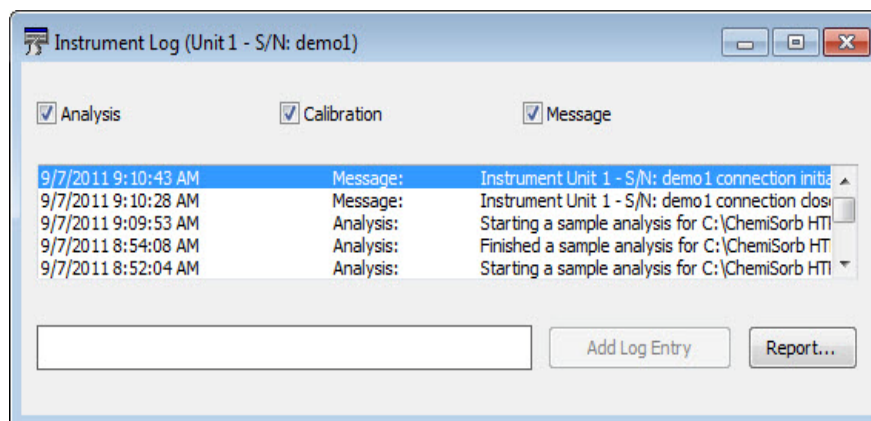 Instrument Log (Unit 1 - S/N: demo1)
Analysis Calibration Message
9/7/2011 9:10:43 AM Message: Instrument Unit 1 - S/N: demo1 connection initia
9/7/2011 9:10:28 AM Message: Instrument Unit 1 - S/N: demo1 connection close
9/7/2011 9:09:53 AM Analysis: Starting a sample analysis for C:\ChemiSorb HT
9/7/2011 8:54:08 AM Analysis: Finished a sample analysis for C:\ChemiSorb HT
9/7/2011 8:52:04 AM Analysis: Starting a sample analysis for C:\ChemiSorb HT
Add Log Entry Report...